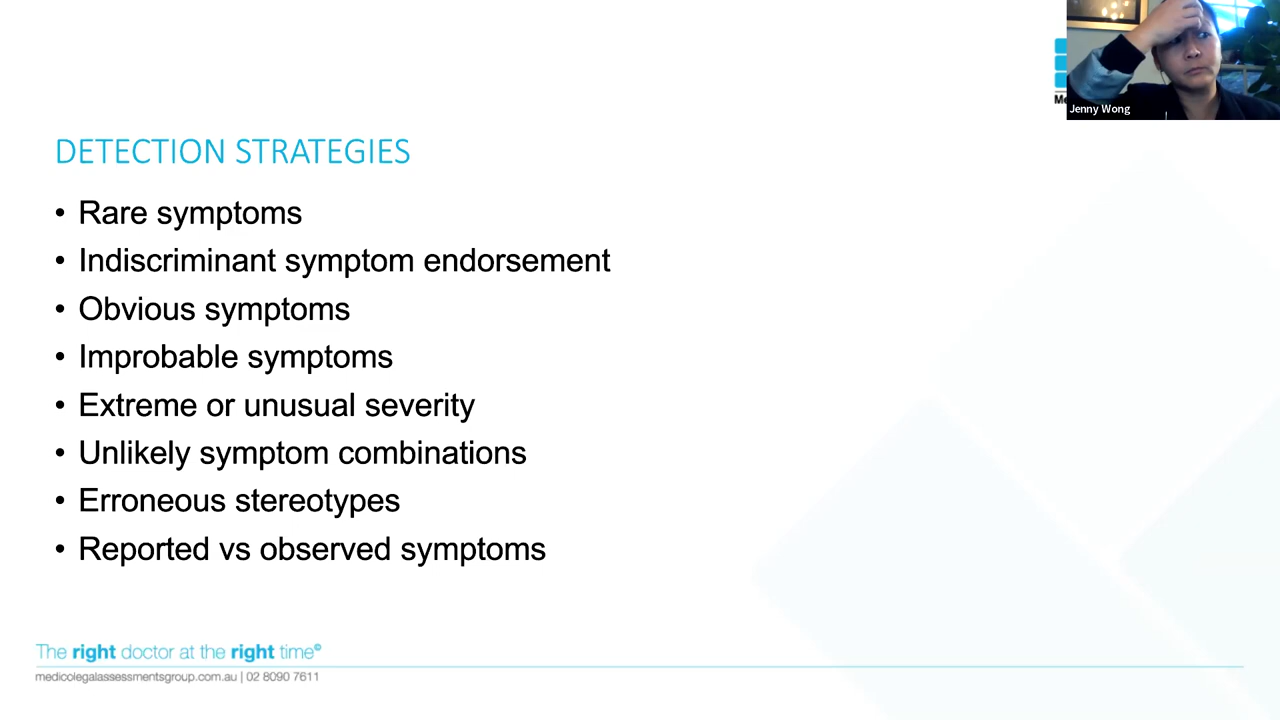 Me
Jenny Wong
DETECTION STRATEGIES
• Rare symptoms
• Indiscriminant symptom endorsement
• Obvious symptoms
• Improbable symptoms
• Extreme or unusual severity
• Unlikely symptom combinations
• Erroneous stereotypes
• Reported vs observed symptoms
The right doctor at the right time©
medicolegalassessmentsgroup.com.au | 02 8090 7611